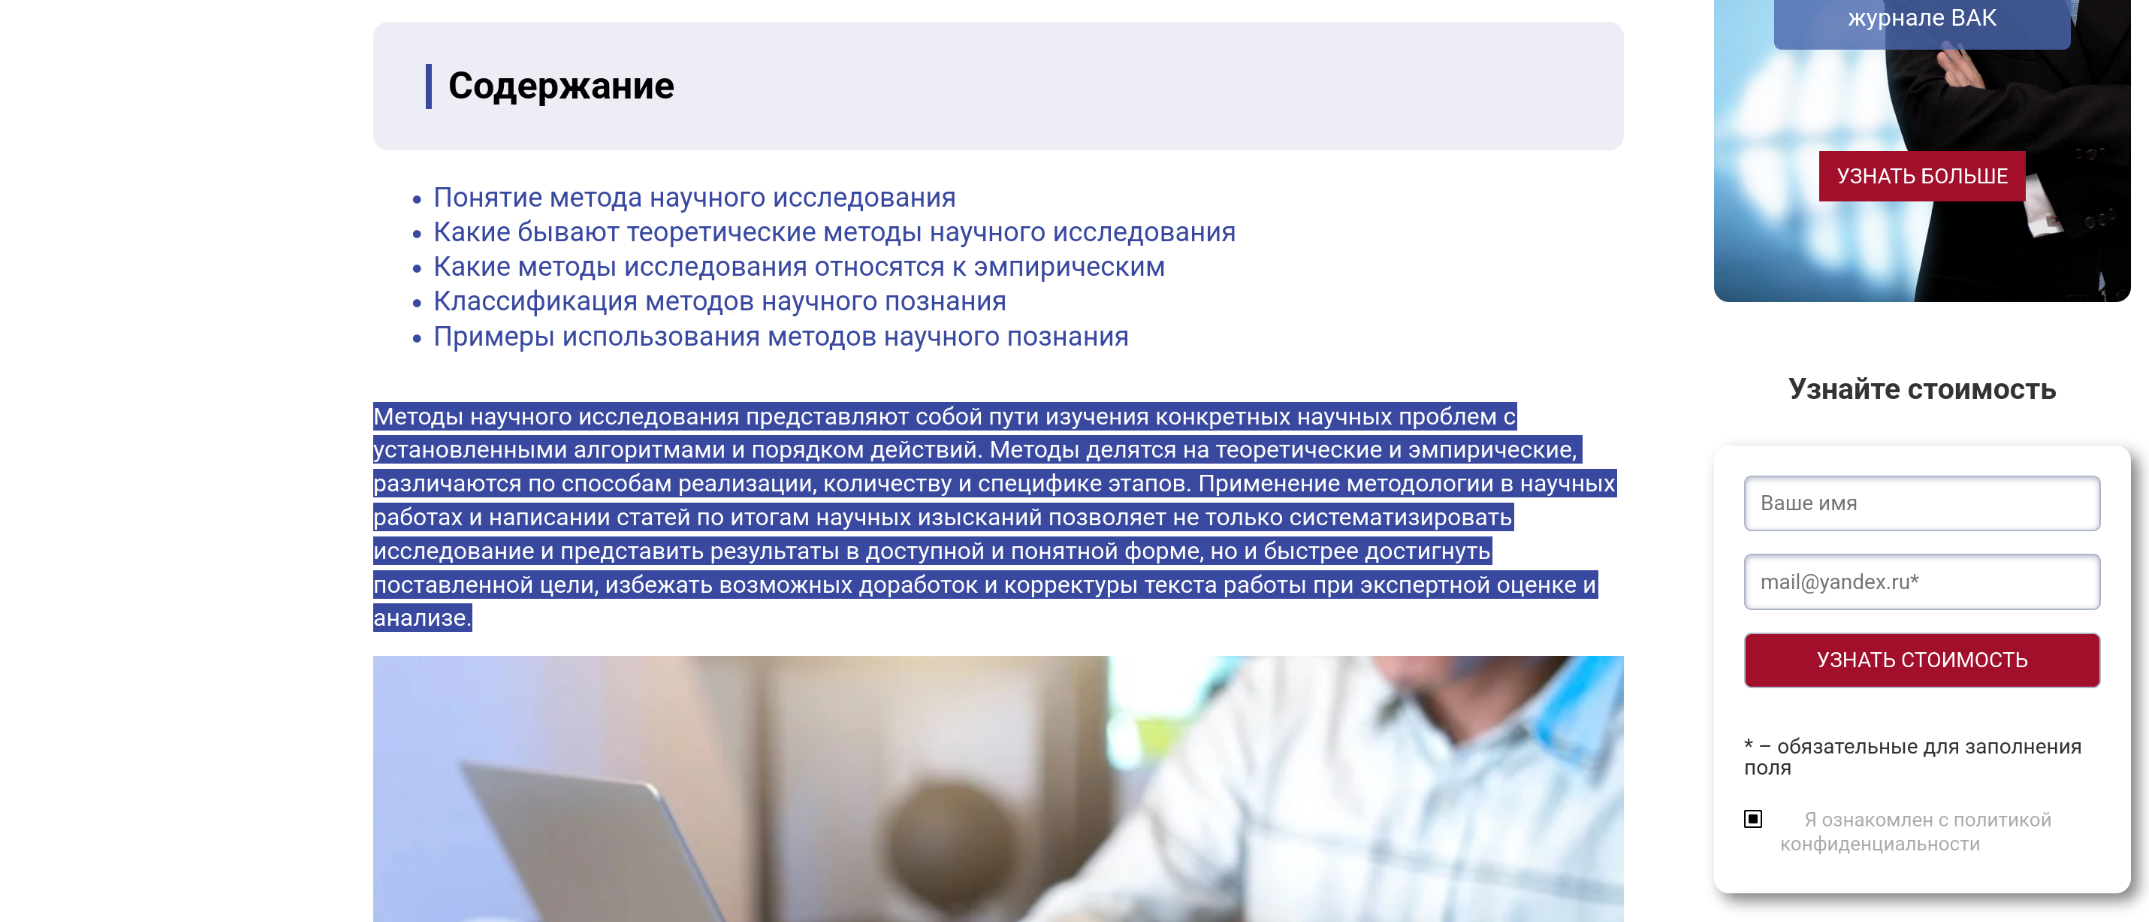 Содержание
Понятие метода научного исследования
Какие бывают теоретические методы научного исследования
Какие методы исследования относятся к эмпирическим
Классификация методов научного познания
Примеры использования методов научного познания
Методы научного исследования представляют собой пути изучения конкретных научных проблем с
установленными алгоритмами и порядком действий. Методы делятся на теоретические и эмпирические,
различаются по способам реализации, количеству и специфике этапов. Применение методологии в научных
работах и написании статей по итогам научных изысканий позволяет не только систематизировать
исследование и представить результаты в доступной и понятной форме, но и быстрее достигнуть
поставленной цели, избежать возможных доработок и корректуры текста работы при экспертной оценке и
анализе.
журнале ВАК
УЗНАТЬ БОЛЬШЕ
Узнайте стоимость
Ваше имя
mail@yandex.ru*
УЗНАТЬ СТОИМОСТЬ
* – обязательные для заполнения
поля
Я ознакомлен с политикой
конфиденциальности